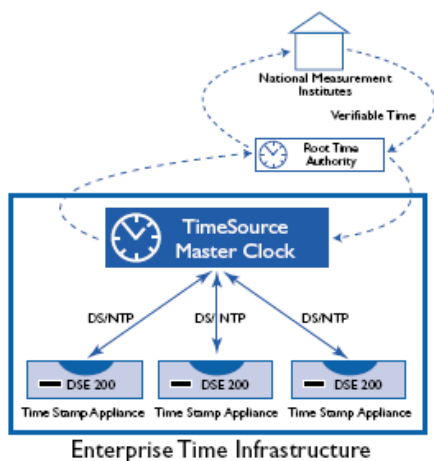 National Measurement
Institutes
Verifiable Time
Root Time
Authority
TimeSource
Master Clock
DS/NTP
DS/NTP
DS/NTP
DSE 200
DSE 200
DSE 200
Time Stamp Appliance
Time Stamp Appliance
Time Stamp Appliance
Enterprise Time Infrastructure